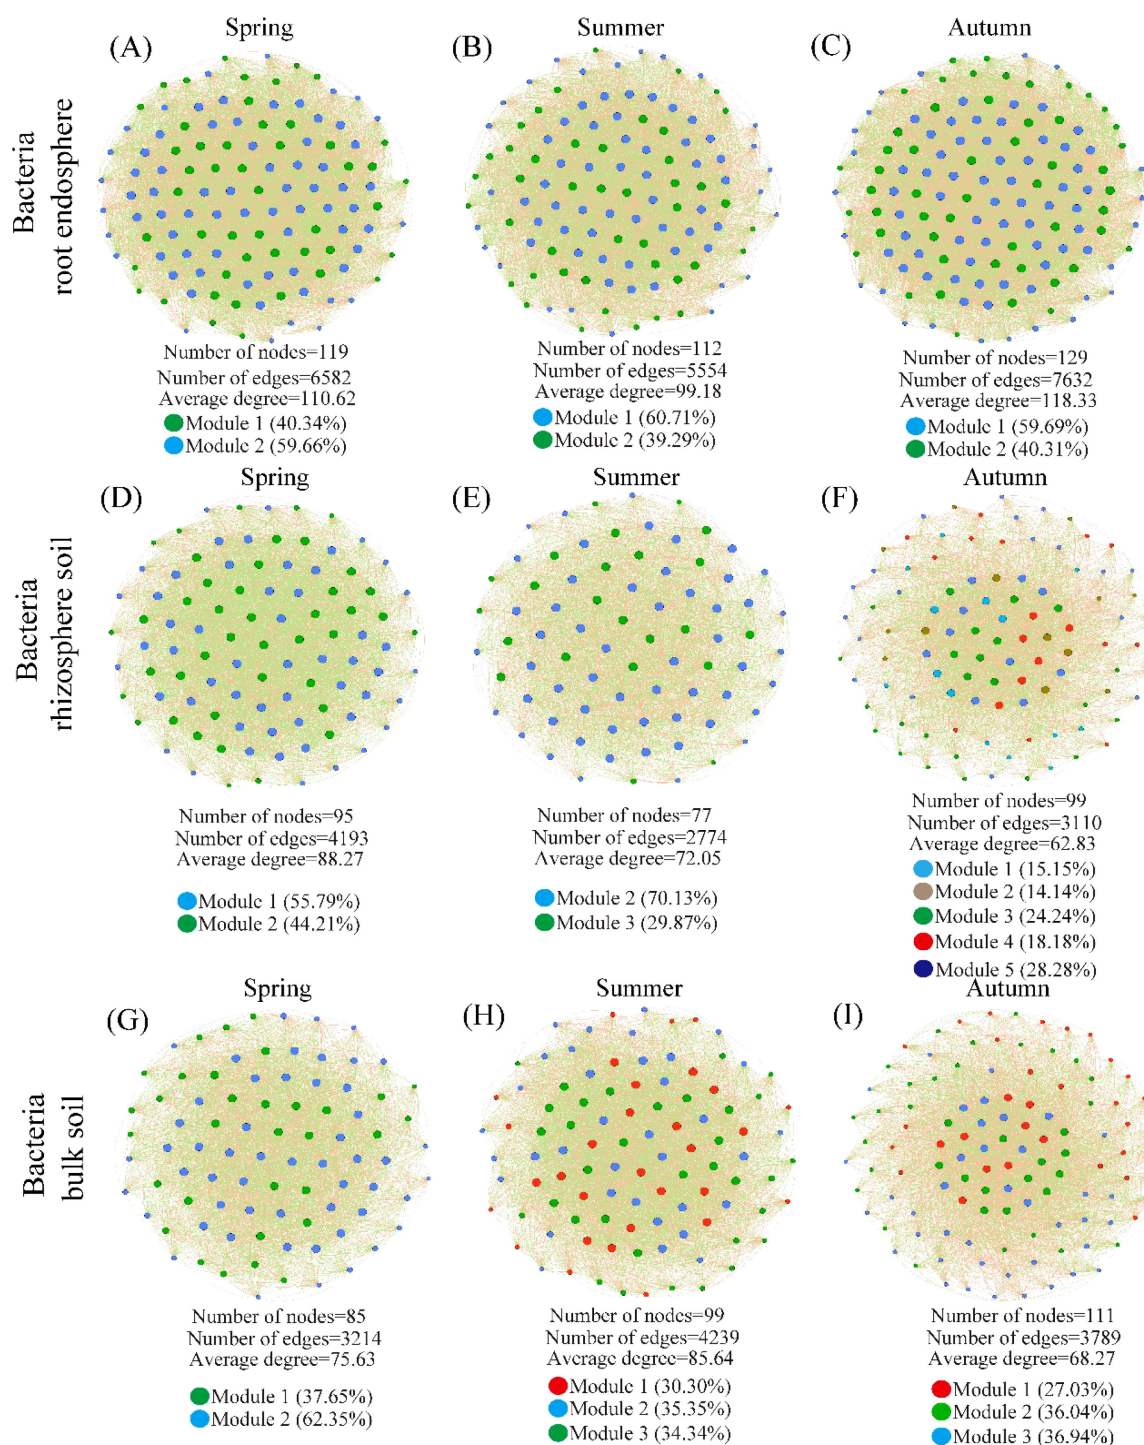 Spring
Summer
Autumn
(A)
(B)
(C)
Bacteria
root endosphere
Number of nodes=119
Number of edges=6582
Average degree=110.62
Module 1 (40.34%)
Module 2 (59.66%)
Number of nodes=112
Number of edges=5554
Average degree=99.18
Module 1 (60.71%)
Module 2 (39.29%)
Number of nodes=129
Number of edges=7632
Average degree=118.33
Module 1 (59.69%)
Module 2 (40.31%)
Spring
Summer
Autumn
(D)
(E)
(F)
Bacteria
rhizosphere soil
Number of nodes=95
Number of edges=4193
Average degree=88.27
Module 1 (55.79%)
Module 2 (44.21%)
Number of nodes=77
Number of edges=2774
Average degree=72.05
Module 2 (70.13%)
Module 3 (29.87%)
Number of nodes=99
Number of edges=3110
Average degree=62.83
Module 1 (15.15%)
Module 2 (14.14%)
Module 3 (24.24%)
Module 4 (18.18%)
Module 5 (28.28%)
Spring
Summer
Autumn
(G)
(H)
(I)
Bacteria
bulk soil
Number of nodes=85
Number of edges=3214
Average degree=75.63
Module 1 (37.65%)
Module 2 (62.35%)
Number of nodes=99
Number of edges=4239
Average degree=85.64
Module 1 (30.30%)
Module 2 (35.35%)
Module 3 (34.34%)
Number of nodes=111
Number of edges=3789
Average degree=68.27
Module 1 (27.03%)
Module 2 (36.04%)
Module 3 (36.94%)